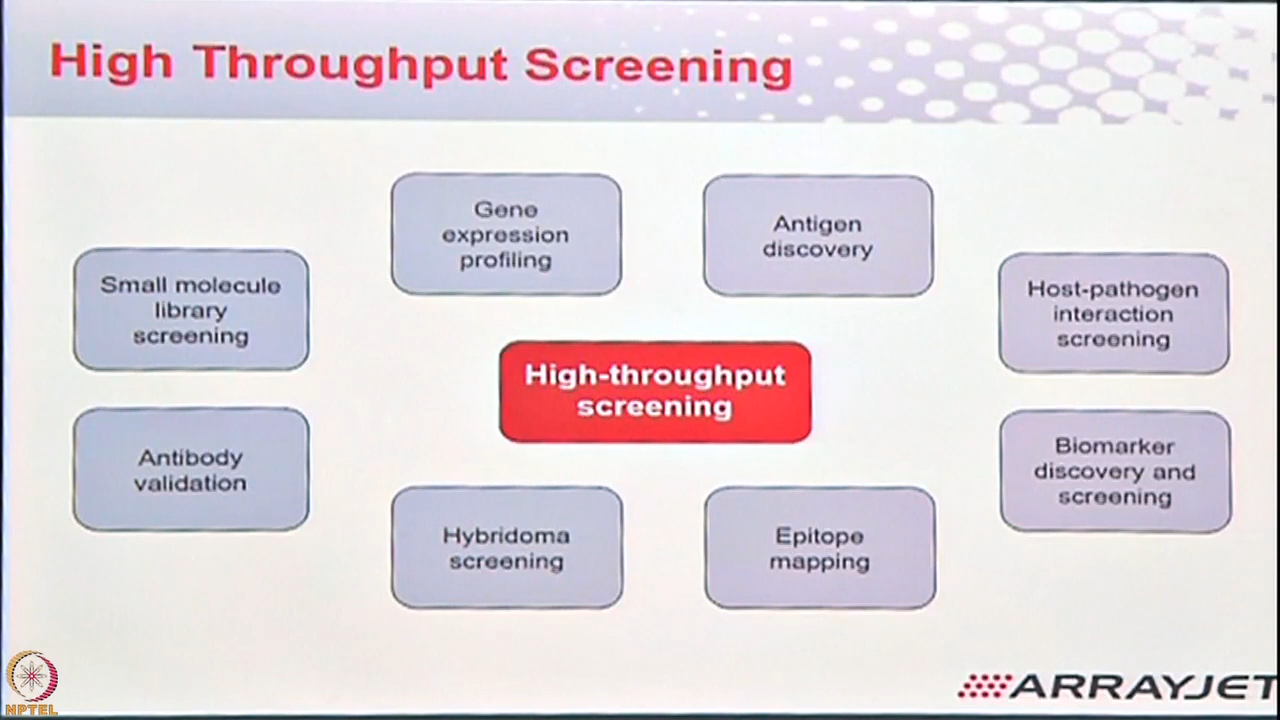 High Throughput Screening
Gene
expression
profiling
Antigen
discovery
Small molecule
library
screening
Host-pathogen
interaction
screening
High-throughput
screening
Antibody
validation
Biomarker
discovery and
screening
Hybridoma
screening
Epitope
mapping
NPTEL
ARRAYJET